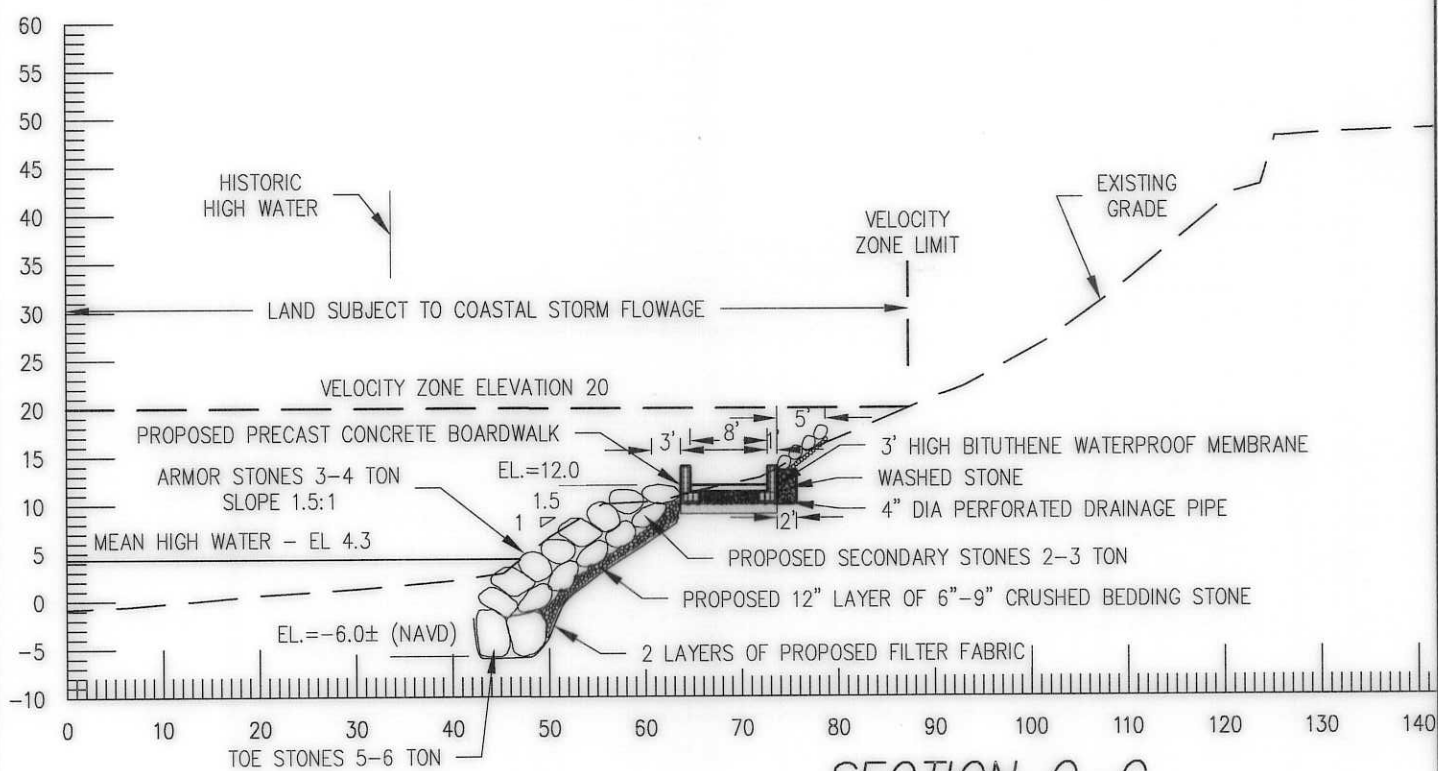 60
50
45
40
35
30
25
20
15
10
5
0
-5
-10
HISTORIC
HIGH WATER
EXISTING
GRADE
VELOCITY
ZONE LIMIT
LAND SUBJECT TO COASTAL STORM FLOWAGE
VELOCITY ZONE ELEVATION 20
5'
PROPOSED PRECAST CONCRETE BOARDWALK
3'
8'
1'
3' HIGH BITUTHENE WATERPROOF MEMBRANE
EL.=12.0
WASHED STONE
ARMOR STONES 3-4 TON
SLOPE 1.5:1
1.5
1
4" DIA PERFORATED DRAINAGE PIPE
2'
MEAN HIGH WATER - EL 4.3
PROPOSED SECONDARY STONES 2-3 TON
PROPOSED 12" LAYER OF 6"-9" CRUSHED BEDDING STONE
EL.=-6.0± (NAVD)
2 LAYERS OF PROPOSED FILTER FABRIC
0 10 20 30 40 50 60 70 80 90 100 110 120 130 140
TOE STONES 5-6 TON